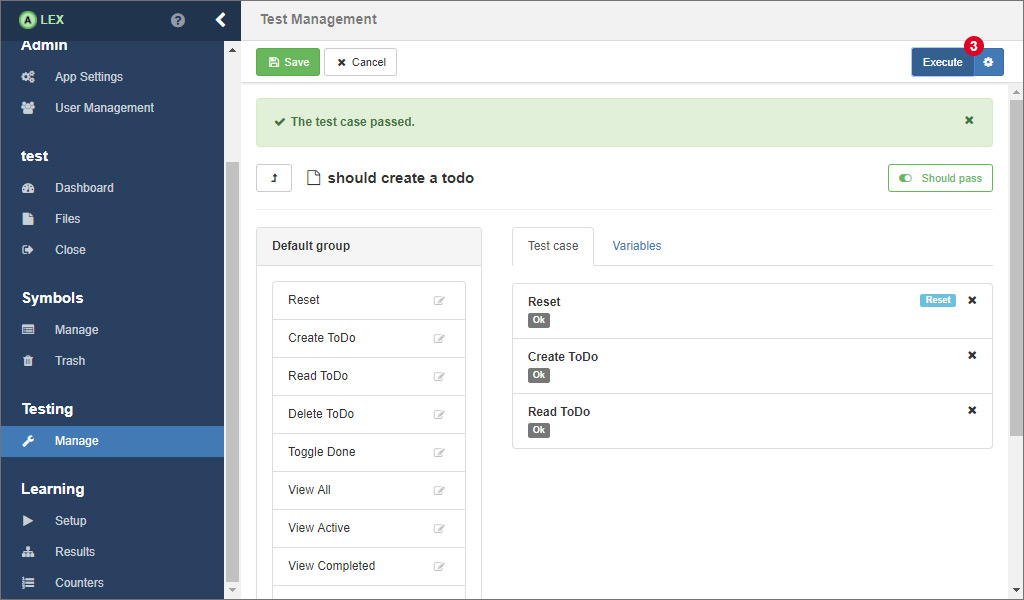 A LEX
?
Admin
App Settings
User Management
test
Dashboard
Files
Close
Symbols
Manage
Trash
Testing
Manage
Learning
Setup
Results
Counters
Test Management
Save
Cancel
3
Execute
The test case passed.
should create a todo
Should pass
Default group
Reset
Create ToDo
Read ToDo
Delete ToDo
Toggle Done
View All
View Active
View Completed
Test case
Variables
Reset
Reset
Ok
Create ToDo
Ok
Read ToDo
Ok